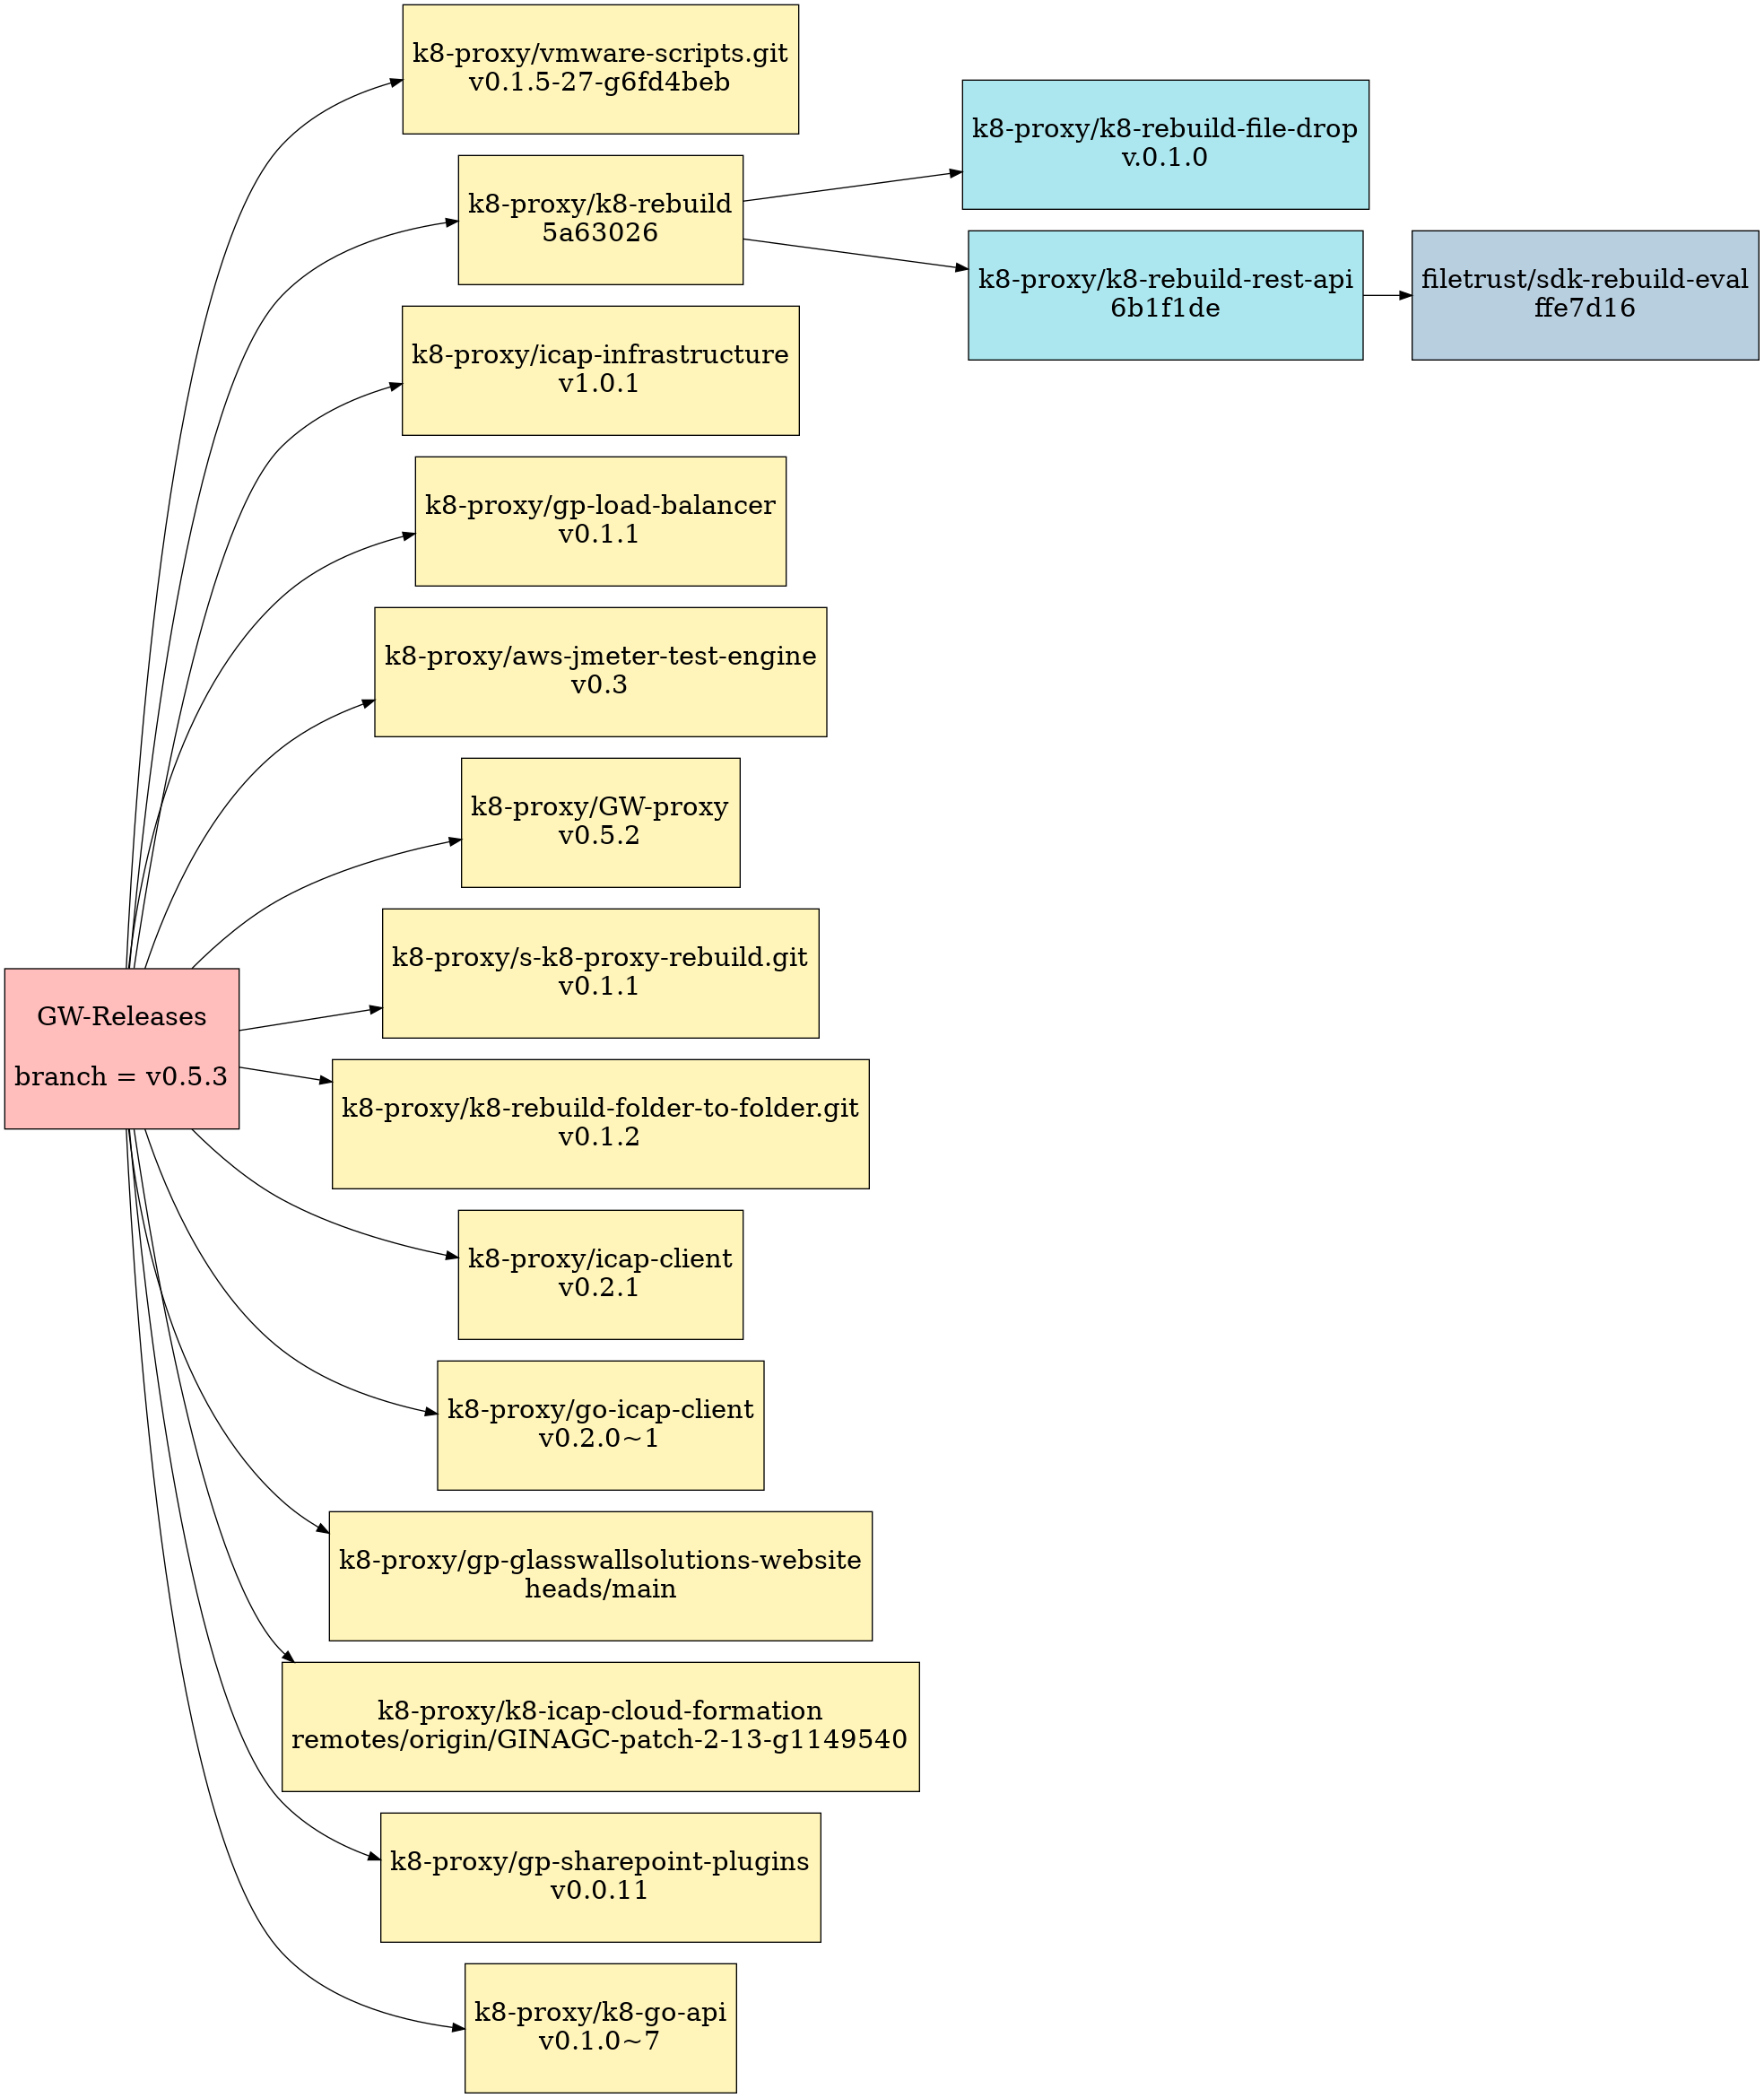 k8-proxy/vmware-scripts.git
v0.1.5-27-g6fd4beb
k8-proxy/k8-rebuild-file-drop
v.0.1.0
k8-proxy/k8-rebuild
5a63026
k8-proxy/k8-rebuild-rest-api
6b1f1de
filetrust/sdk-rebuild-eval
ffe7d16
k8-proxy/icap-infrastructure
v1.0.1
k8-proxy/gp-load-balancer
v0.1.1
k8-proxy/aws-jmeter-test-engine
v0.3
k8-proxy/GW-proxy
v0.5.2
k8-proxy/s-k8-proxy-rebuild.git
v0.1.1
GW-Releases
branch = v0.5.3
k8-proxy/k8-rebuild-folder-to-folder.git
v0.1.2
k8-proxy/icap-client
v0.2.1
k8-proxy/go-icap-client
v0.2.0~1
k8-proxy/gp-glasswallsolutions-website
heads/main
k8-proxy/k8-icap-cloud-formation
remotes/origin/GINAGC-patch-2-13-g1149540
k8-proxy/gp-sharepoint-plugins
v0.0.11
k8-proxy/k8-go-api
v0.1.0~7